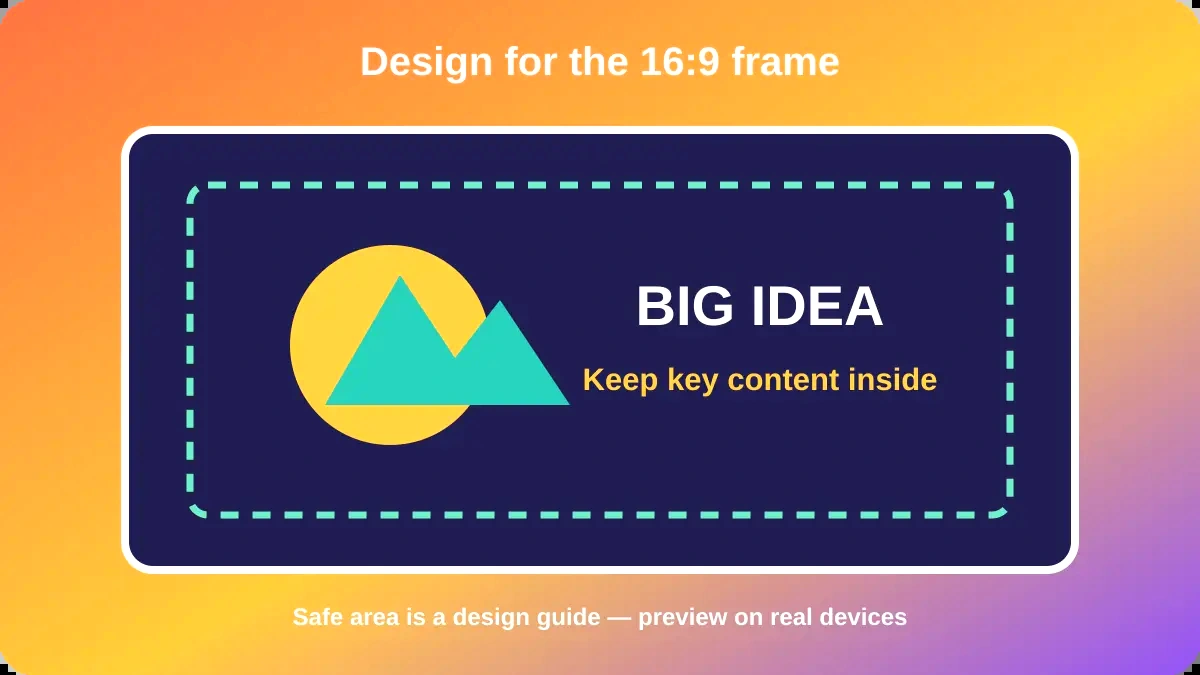 Design for the 16:9 frame
BIG IDEA
Keep key content inside
Safe area is a design guide — preview on real devices